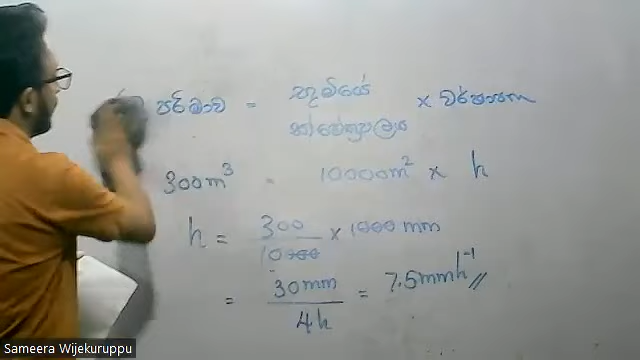 පරිමාව = භූමියේ × වර්ෂාපතනය
ක්ෂේත්‍රඵලය
300m³ = 10000m² × h
h = 300/10000 × 1000 mm
= 30mm/4h = 7.5mmh⁻¹//
Sameera Wijekuruppu